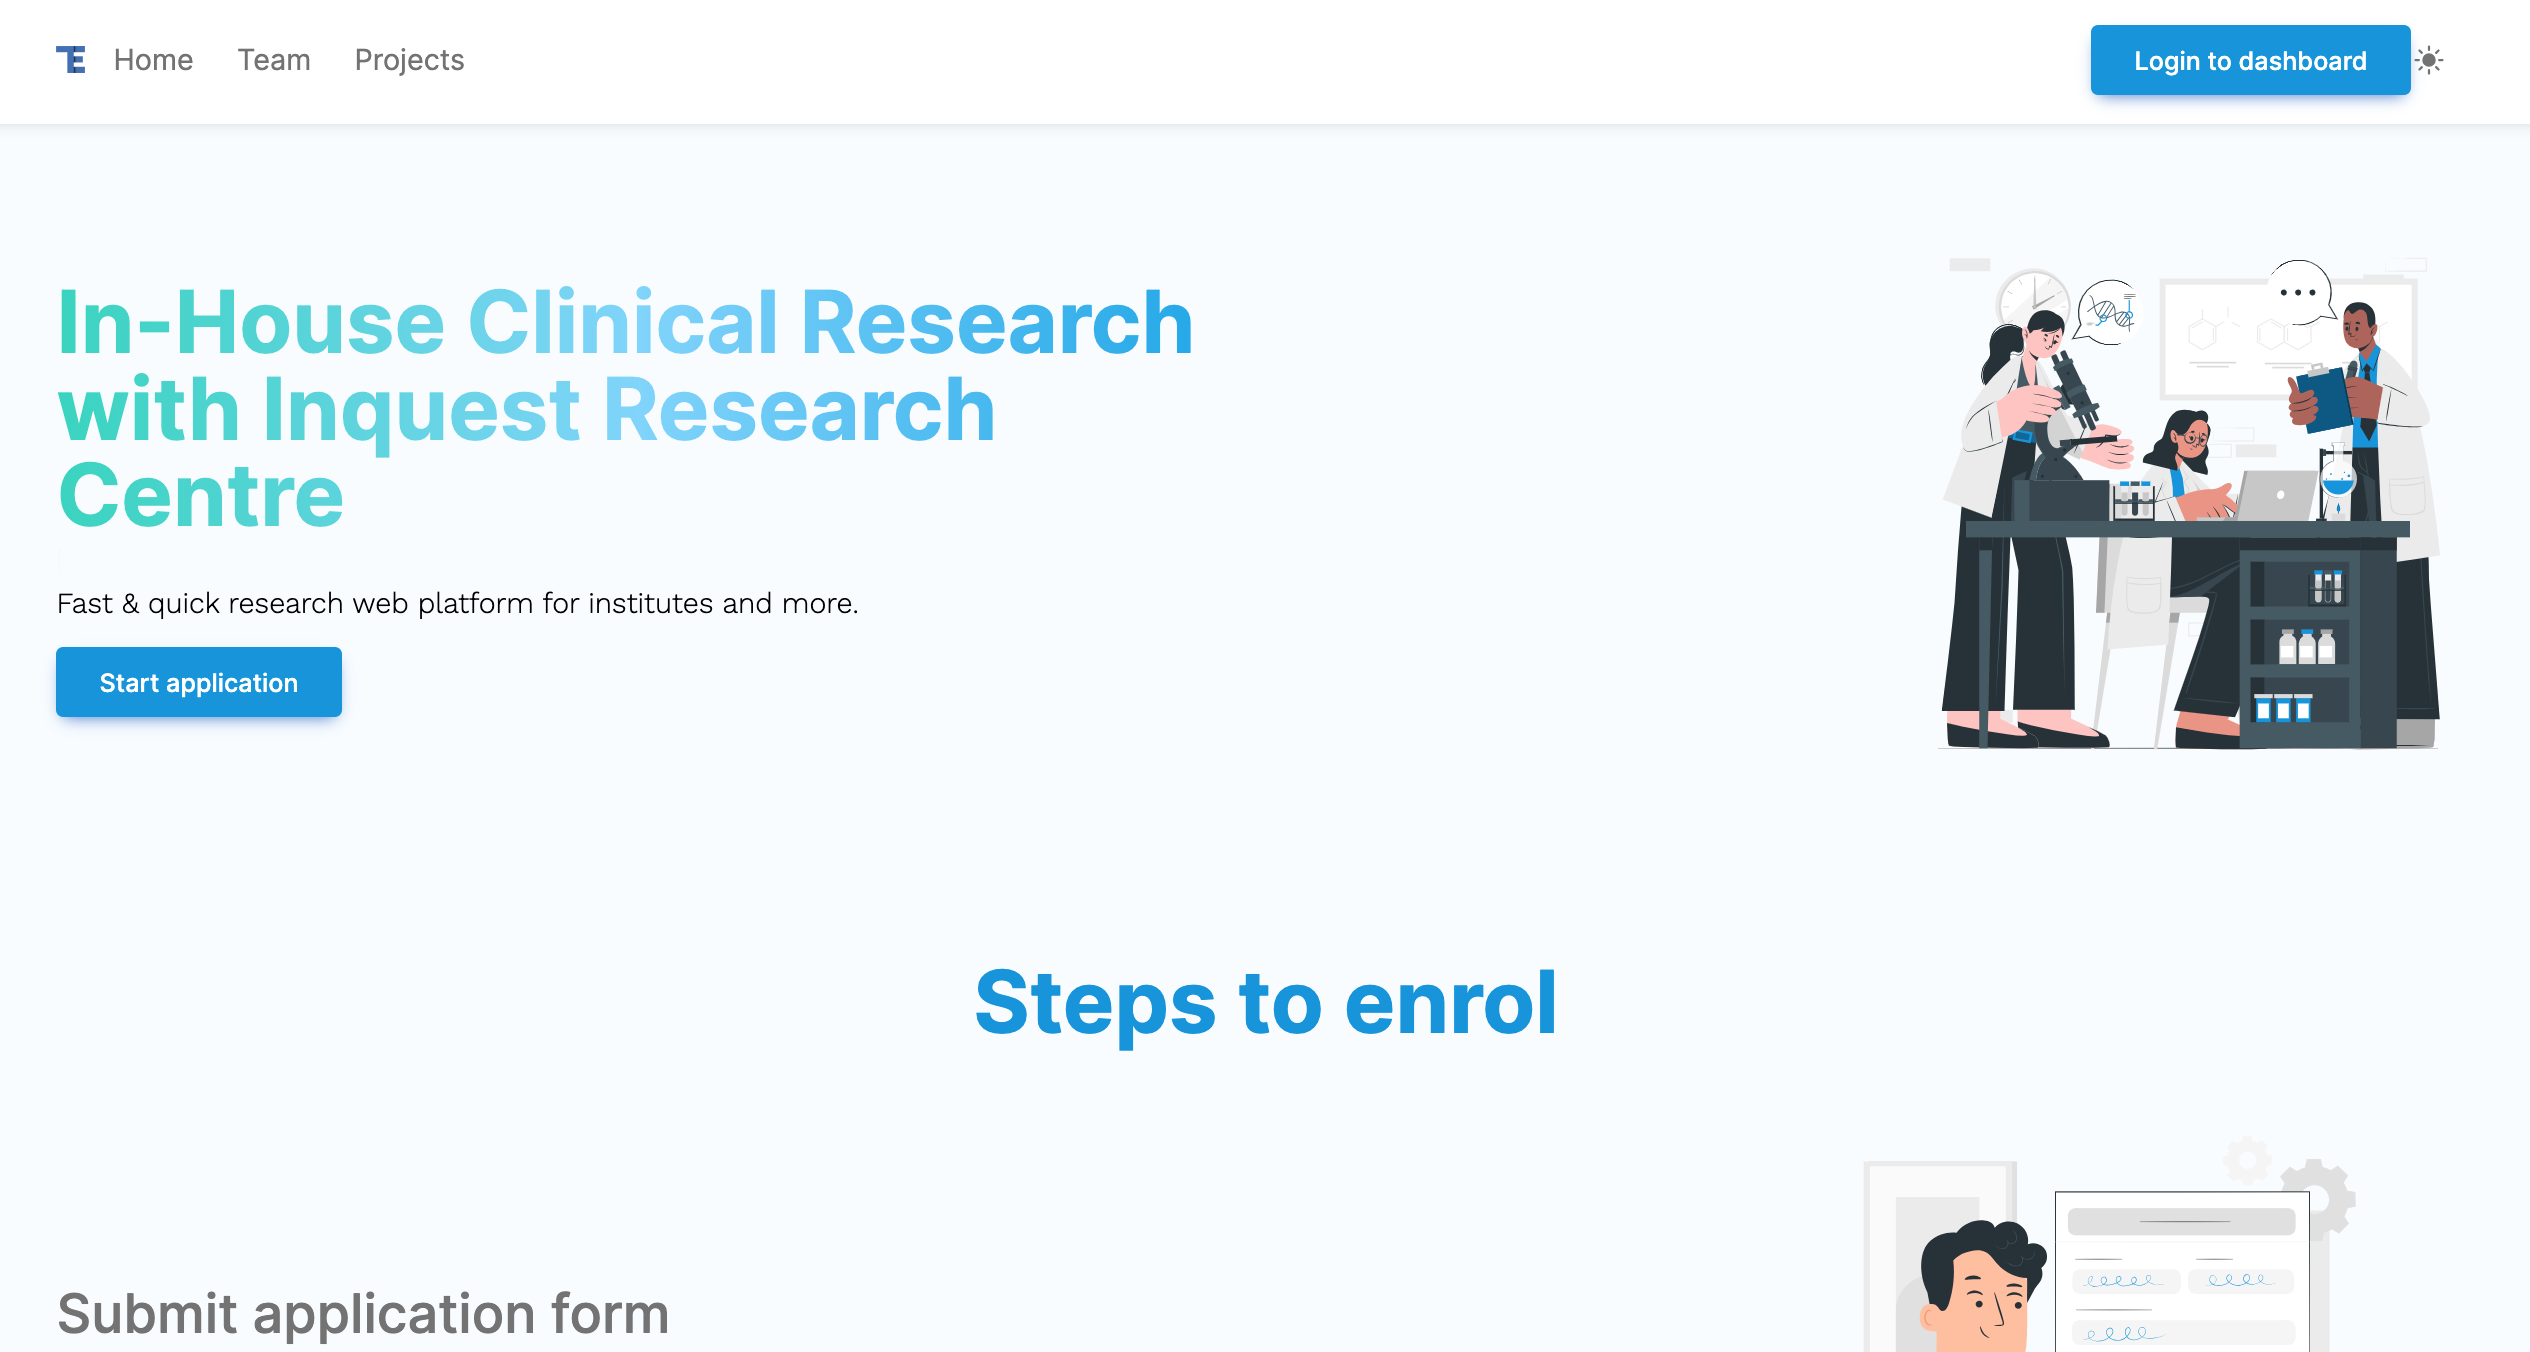 TE Home Team Projects Login to dashboard
In-House Clinical Research
with Inquest Research
Centre
Fast & quick research web platform for institutes and more.
Start application
Steps to enrol
Submit application form